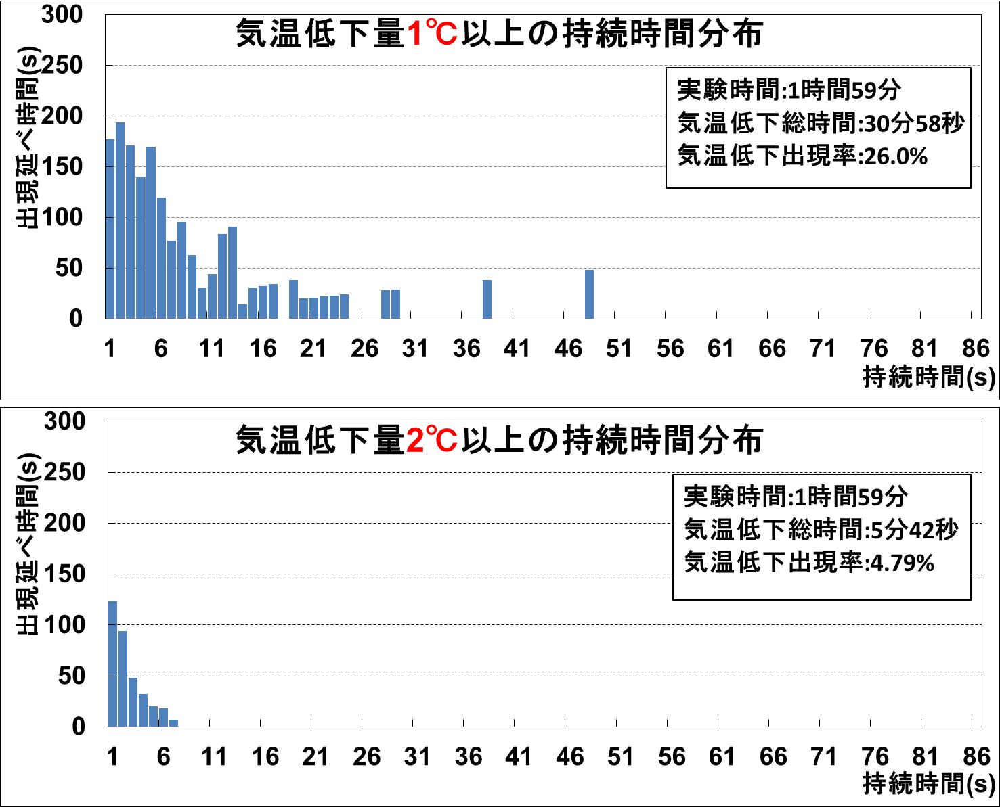 気温低下量1℃以上の持続時間分布
出現延べ時間(s)
300
250
200
150
100
50
0
実験時間:1時間59分
気温低下総時間:30分58秒
気温低下出現率:26.0%
1 6 11 16 21 26 31 36 41 46 51 56 61 66 71 76 81 86
持続時間(s)
気温低下量2℃以上の持続時間分布
出現延べ時間(s)
300
250
200
150
100
50
0
実験時間:1時間59分
気温低下総時間:5分42秒
気温低下出現率:4.79%
1 6 11 16 21 26 31 36 41 46 51 56 61 66 71 76 81 86
持続時間(s)